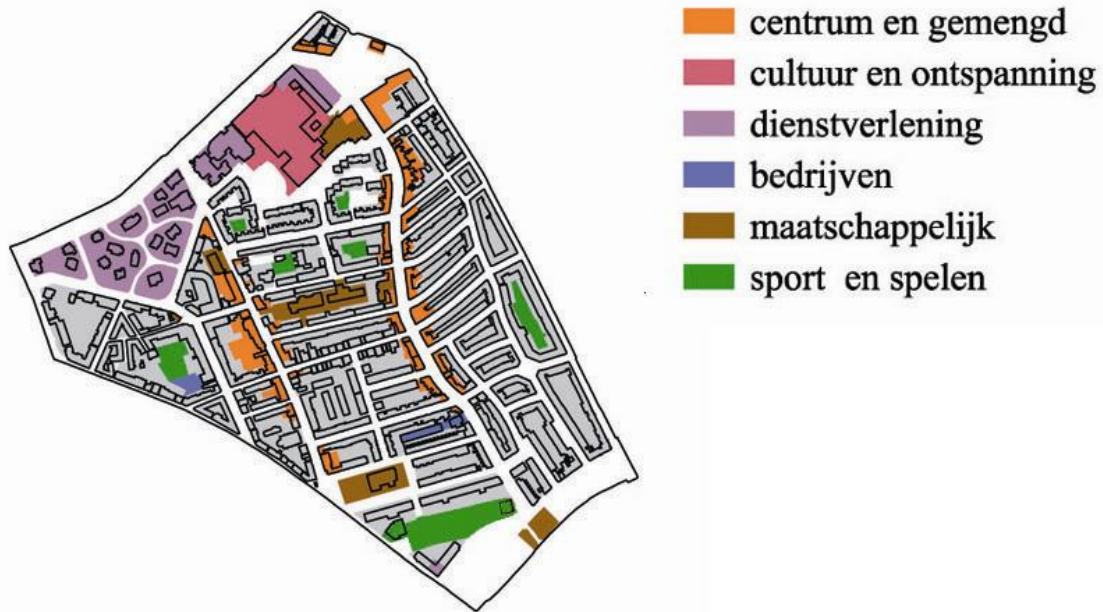 centrum en gemengd
cultuur en ontspanning
dienstverlening
bedrijven
maatschappelijk
sport en spelen